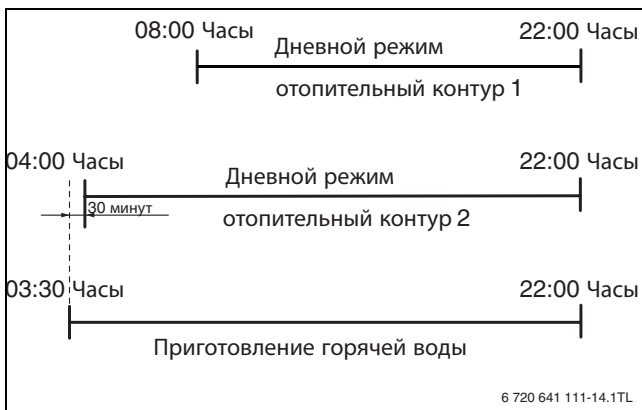 08:00 Часы 22:00 Часы
Дневной режим
отопительный контур 1
04:00 Часы 22:00 Часы
Дневной режим
30 минут
отопительный контур 2
03:30 Часы 22:00 Часы
Приготовление горячей воды
6 720 641 111-14.1TL